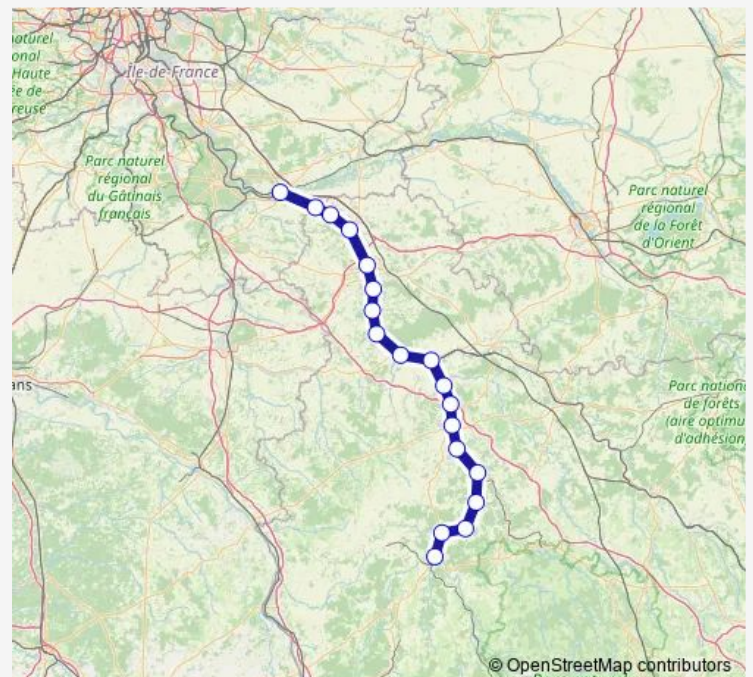 naturel
onal
Haute
ée de
reuse
Île-de-France
Parc naturel
régional
du Gâtinais
français
Parc naturel
régional
de la Forêt
d'Orient
ans
Parc nationa
de forêts
(aire optimu
d'adhésion
© OpenStreetMap contributors